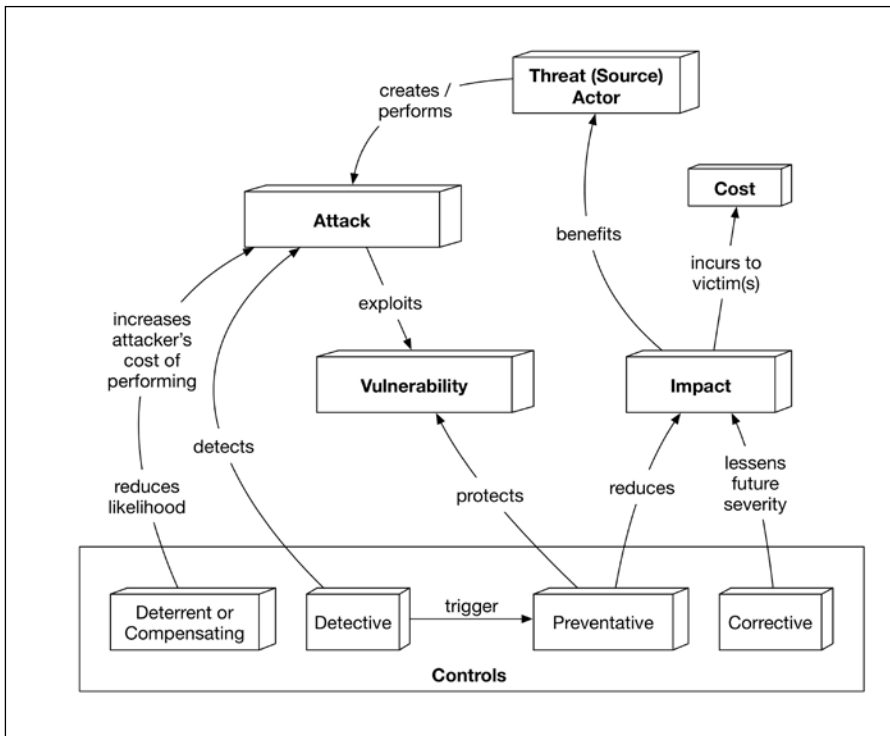 Threat (Source)
Actor
creates /
performs
Cost
Attack
benefits
incurs to
victim(s)
exploits
increases
attacker's
cost of
performing
Vulnerability
Impact
detects
lessens
future
severity
reduces
likelihood
protects
reduces
Deterrent or
Compensating
Detective
trigger
Preventative
Corrective
Controls